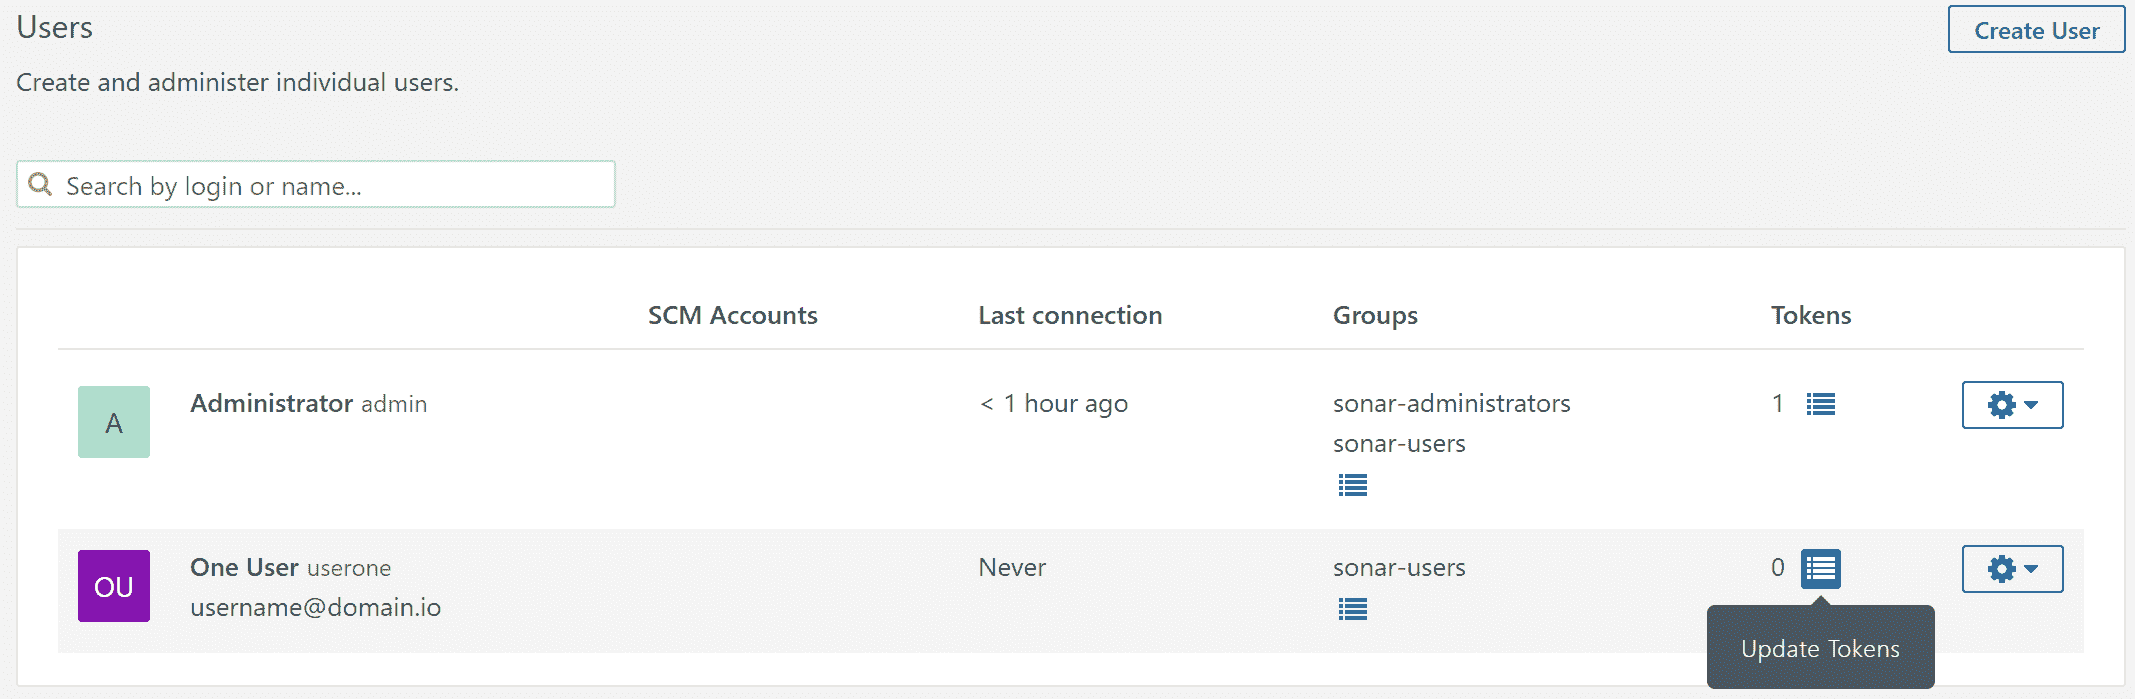 Users
Create User
Create and administer individual users.
Search by login or name...
SCM Accounts Last connection Groups Tokens
A Administrator admin < 1 hour ago sonar-administrators 1
sonar-users
OU One User userone Never sonar-users 0
username@domain.io
Update Tokens